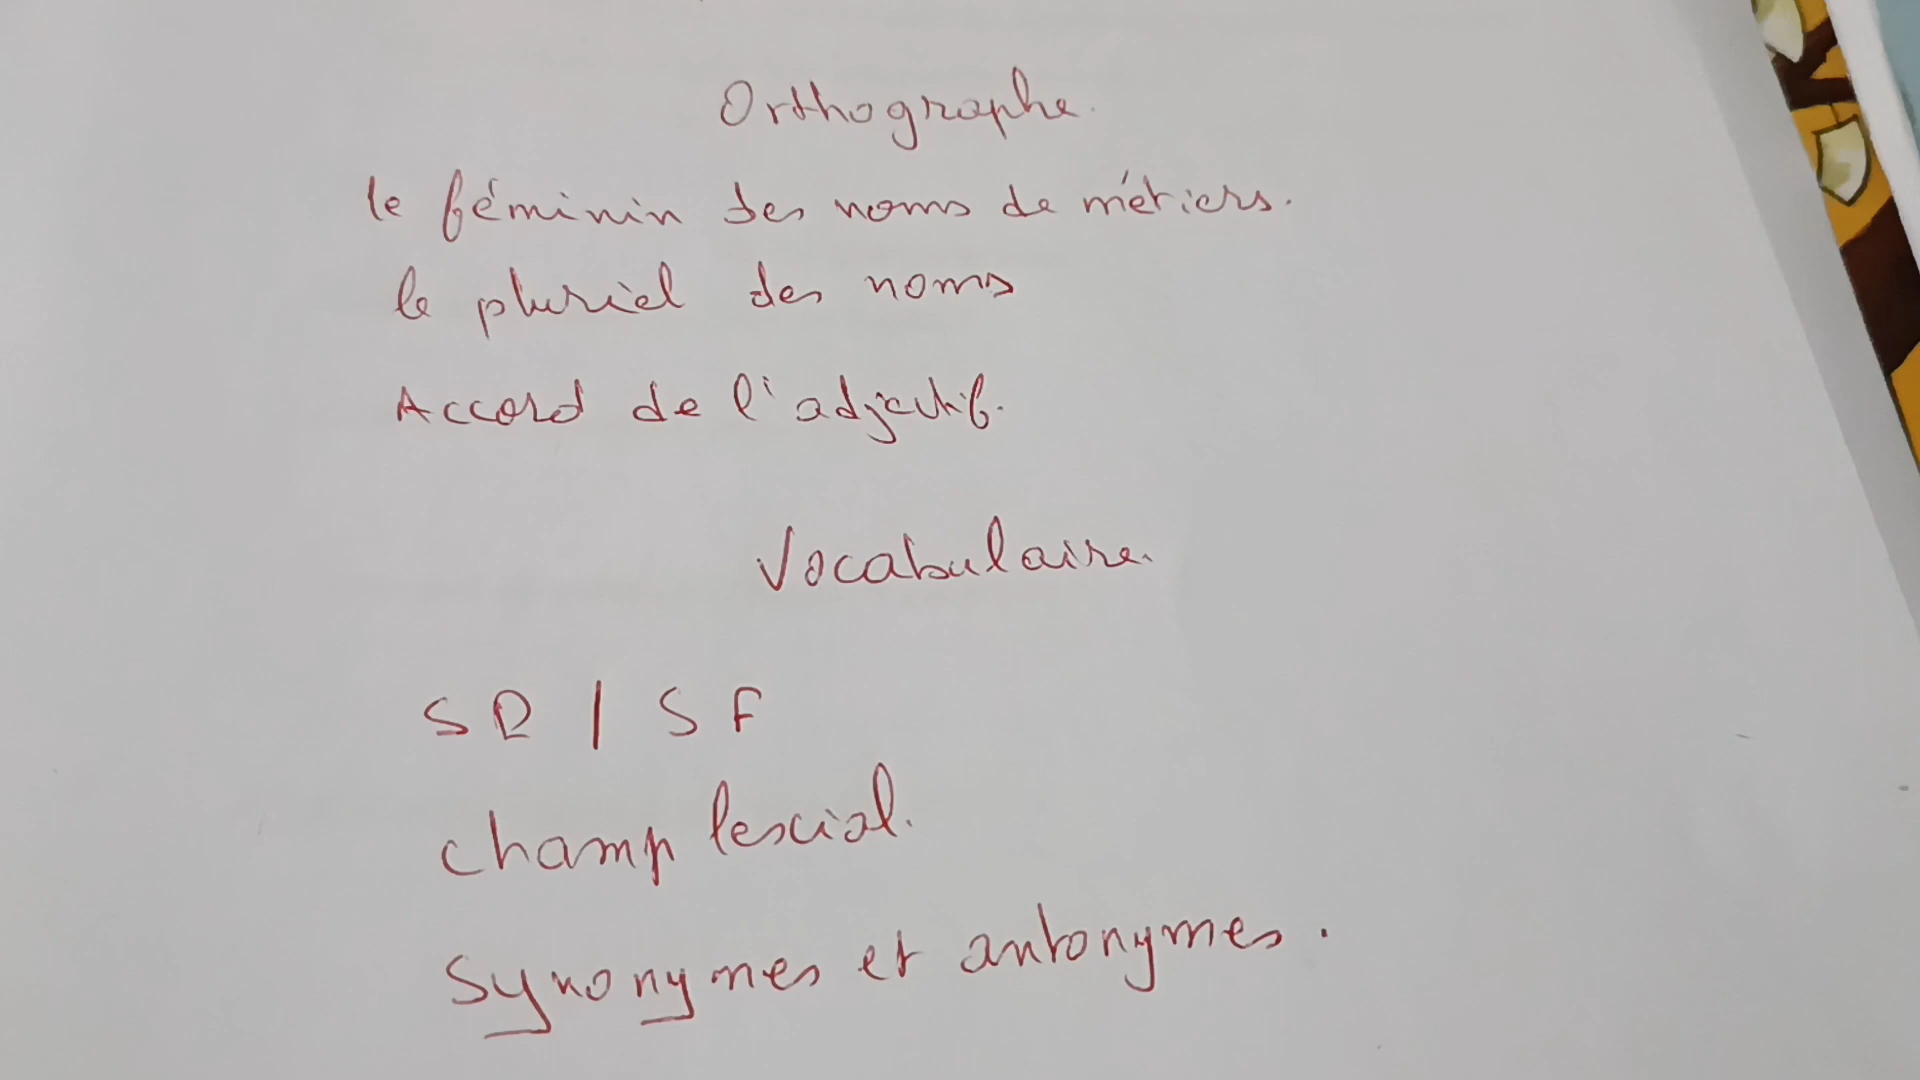 Orthographe.
le féminin des noms de métiers.
le pluriel des noms
Accord de l'adjectif.
Vocabulaire.
SP / SF
champ lexical.
Synonymes et antonymes.